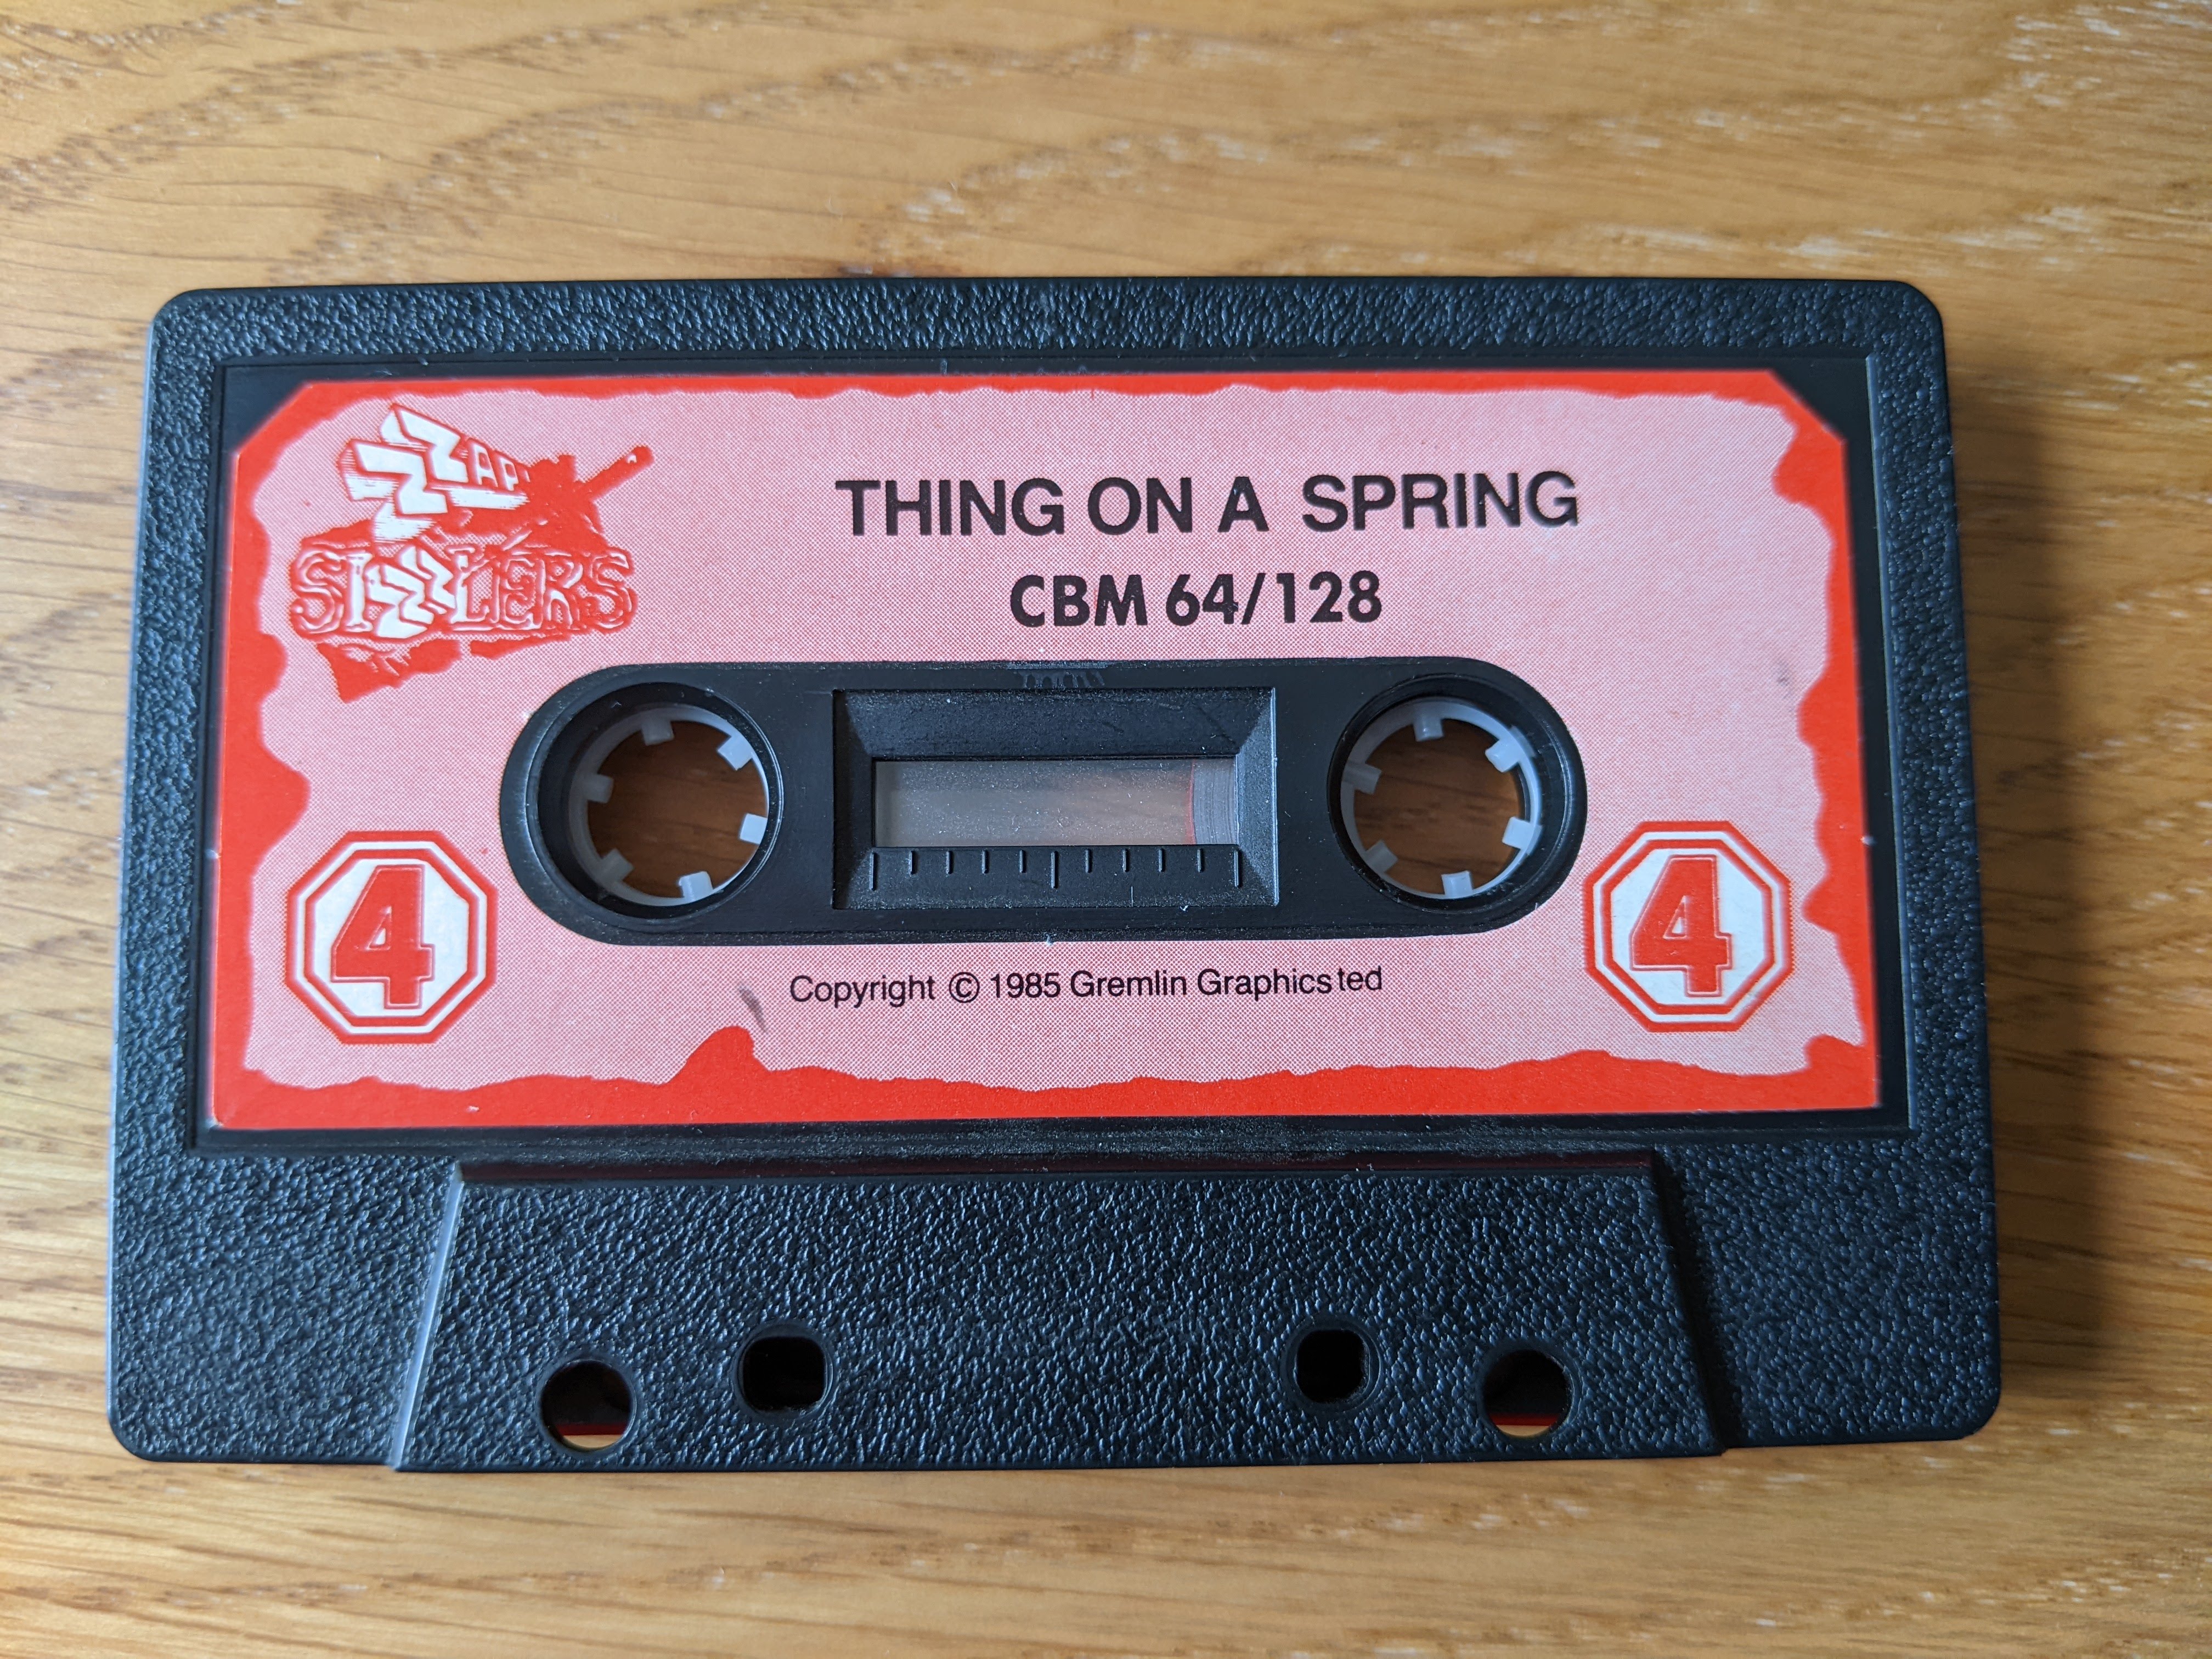 ZZAP!
SIZZLERS
THING ON A SPRING
CBM 64/128
4
4
Copyright © 1985 Gremlin Graphics ted